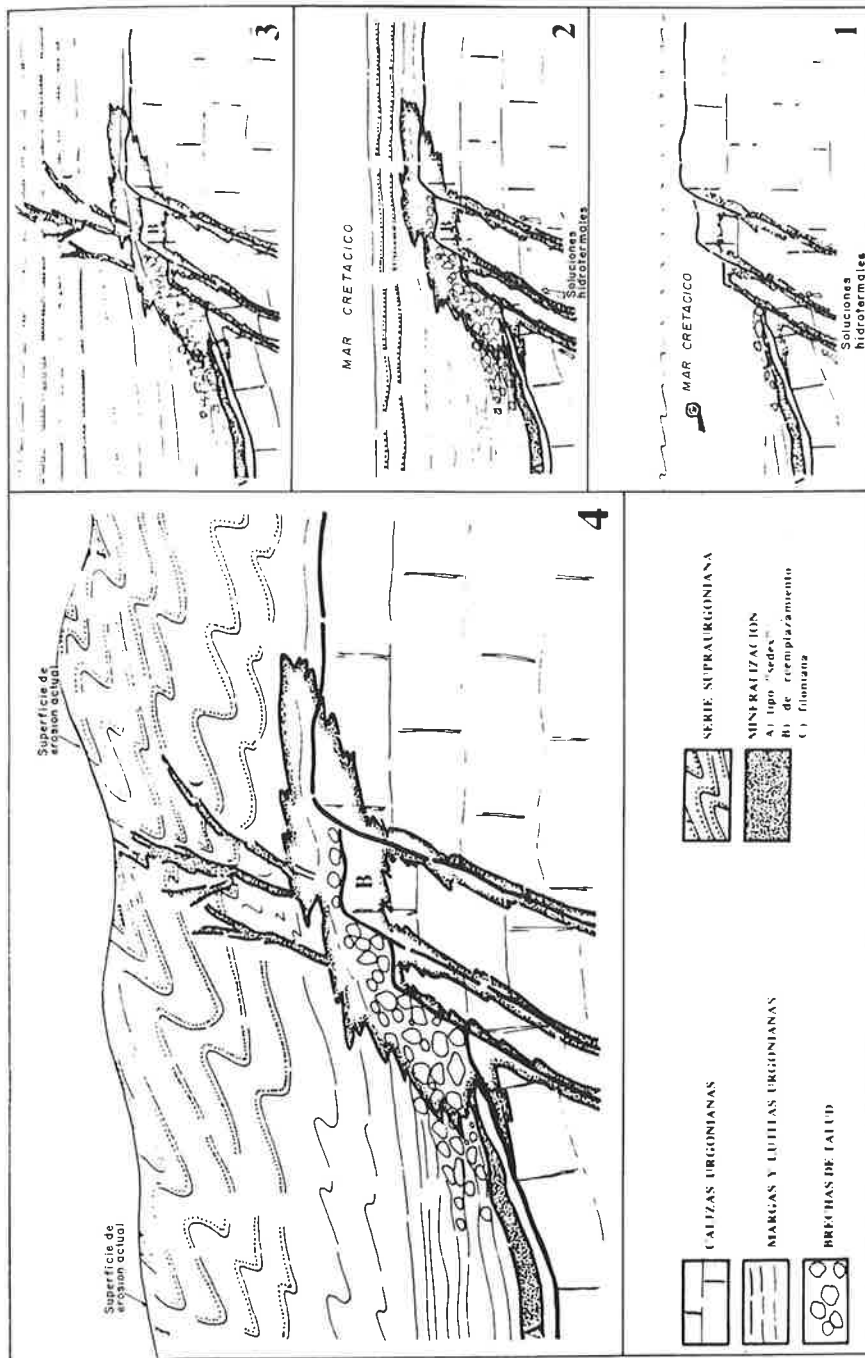 3
B
C
2
MAR CRETACICO
B
Soluciones
hidrotermales
1
MAR CRETACICO
Soluciones
hidrotermales
4
Superficie de
erosion actual
Superficie de
erosion actual
C
B
A
CALIZAS URGONIANAS
MARGAS Y LUTITAS URGONIANAS
BRECHAS DE TALUD
SERIE SUPRAURGONIANA
MINERALIZACION
A) tipo "sedex"
B) de reemplazamiento
C) filoniana